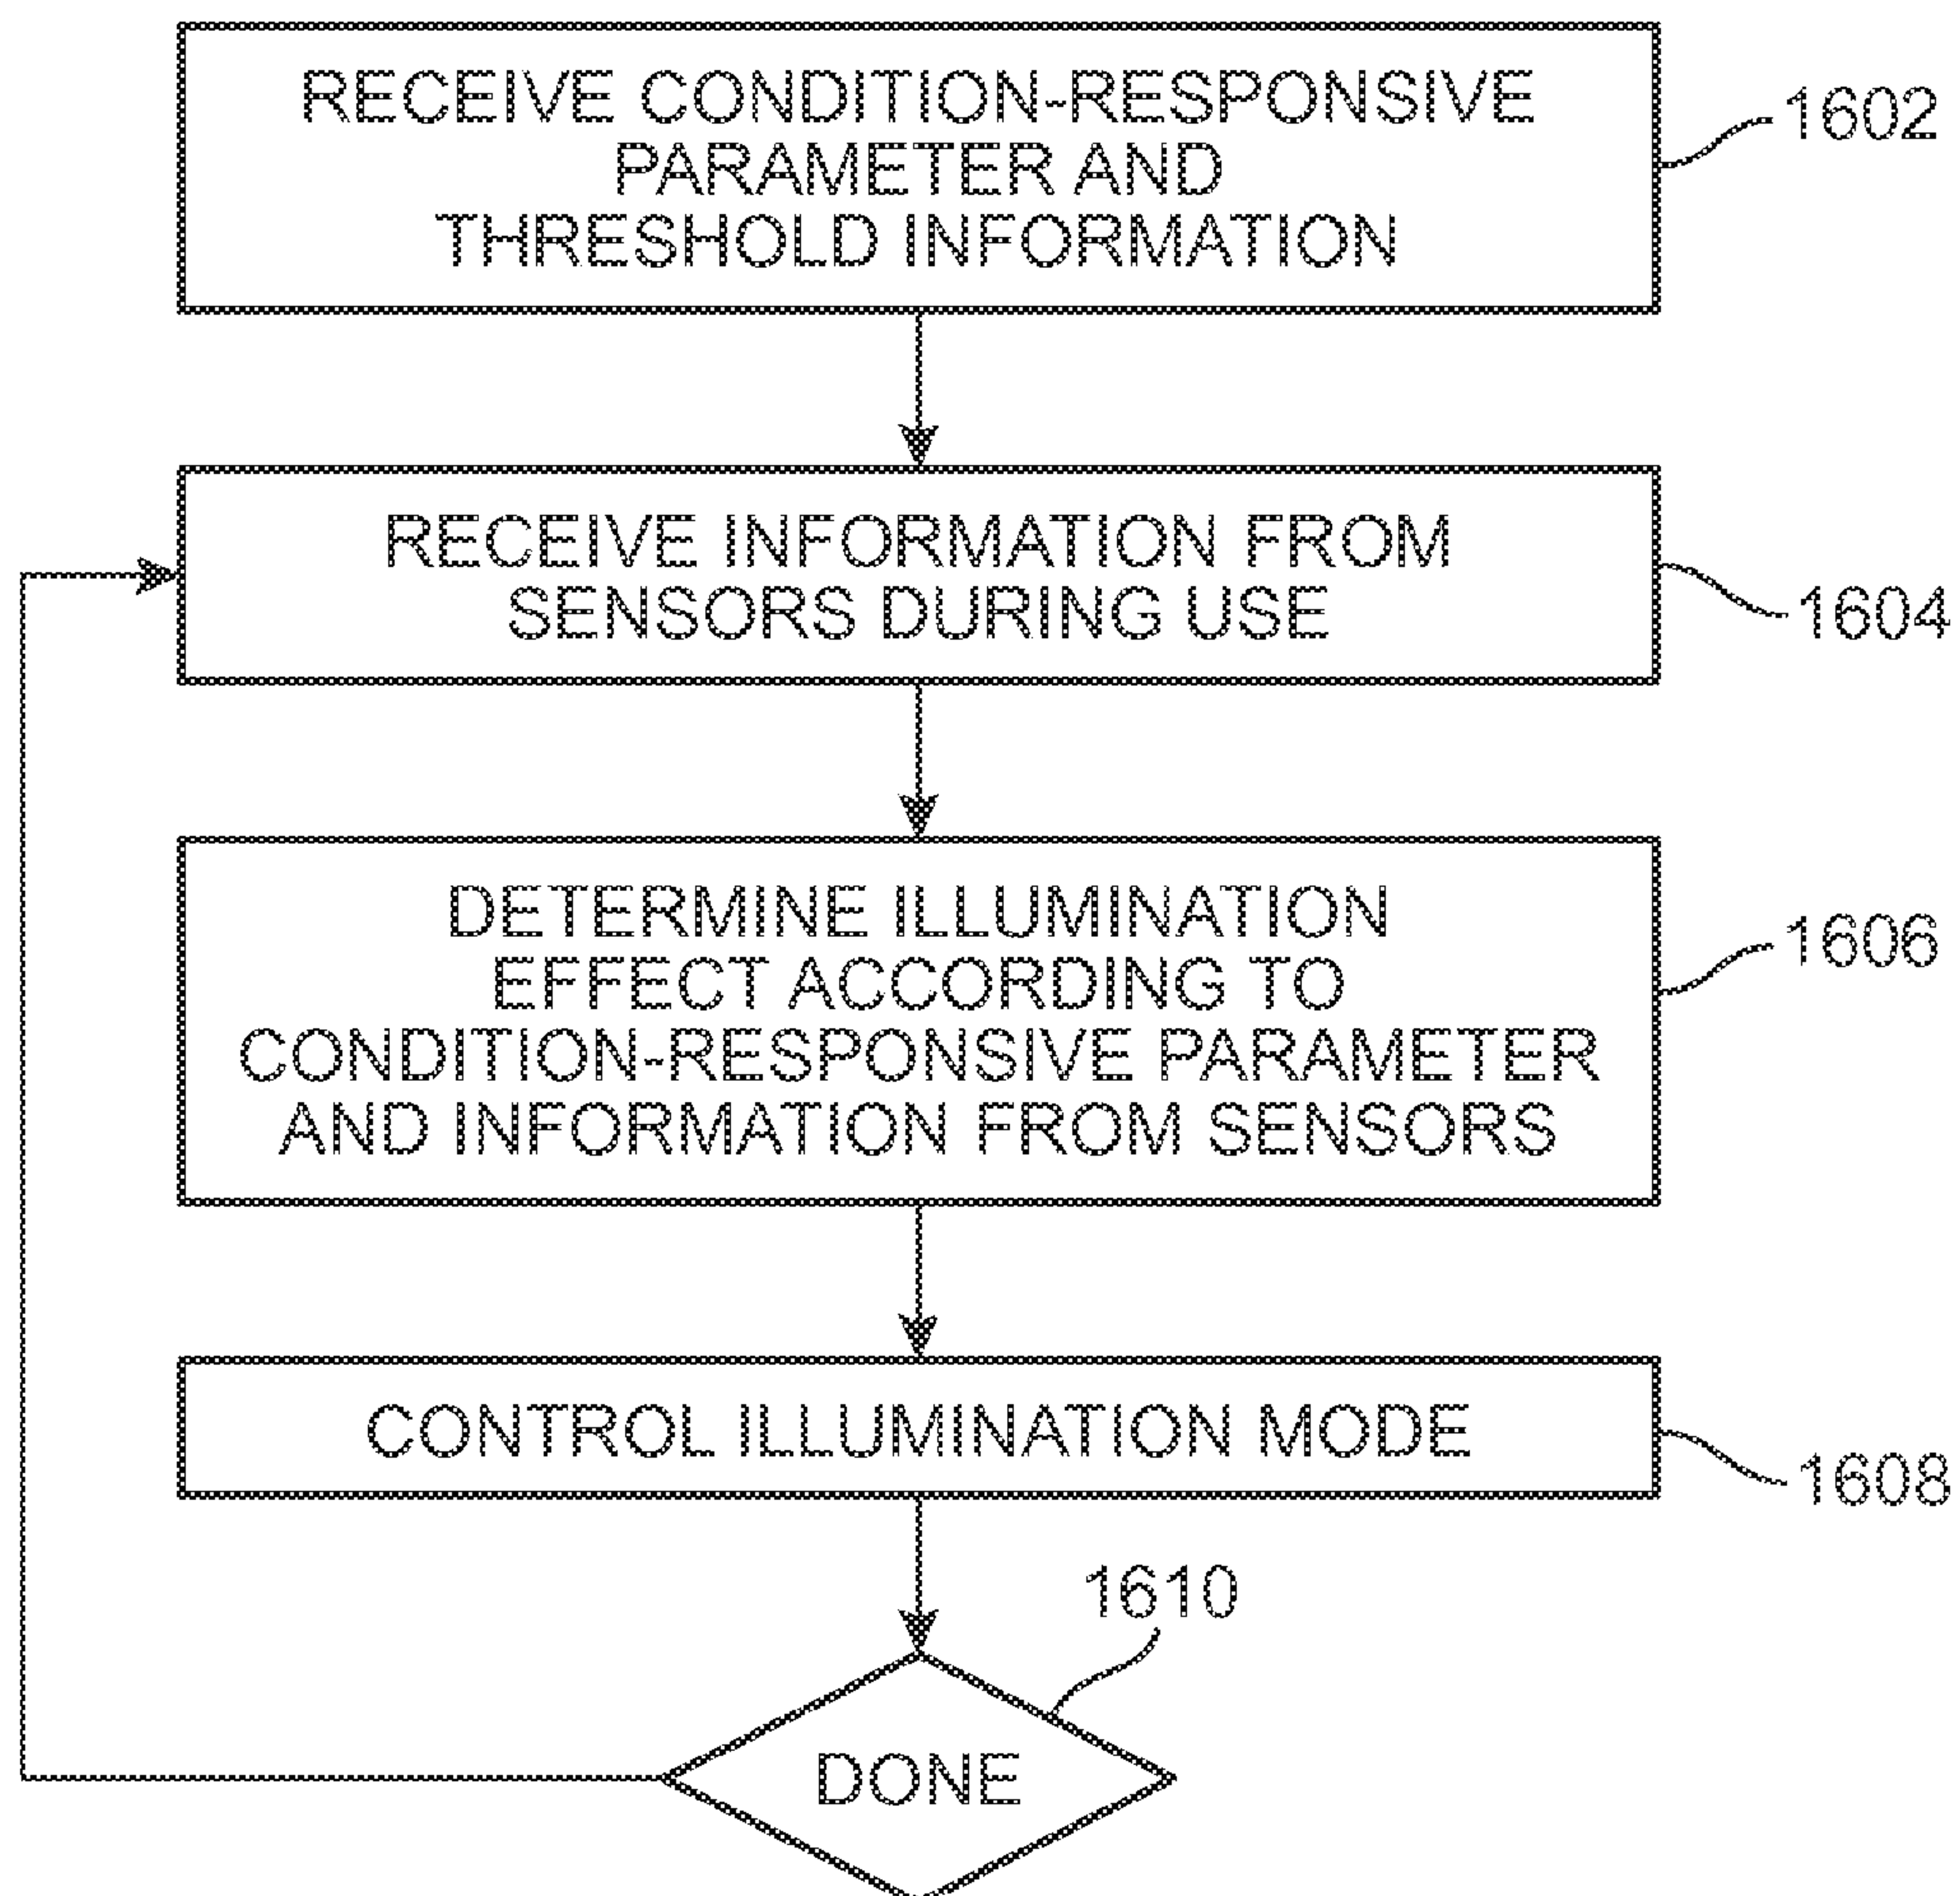 RECEIVE CONDITION-RESPONSIVE
PARAMETER AND
THRESHOLD INFORMATION
1602
RECEIVE INFORMATION FROM
SENSORS DURING USE
1604
DETERMINE ILLUMINATION
EFFECT ACCORDING TO
CONDITION-RESPONSIVE PARAMETER
AND INFORMATION FROM SENSORS
1606
CONTROL ILLUMINATION MODE
1608
1610
DONE